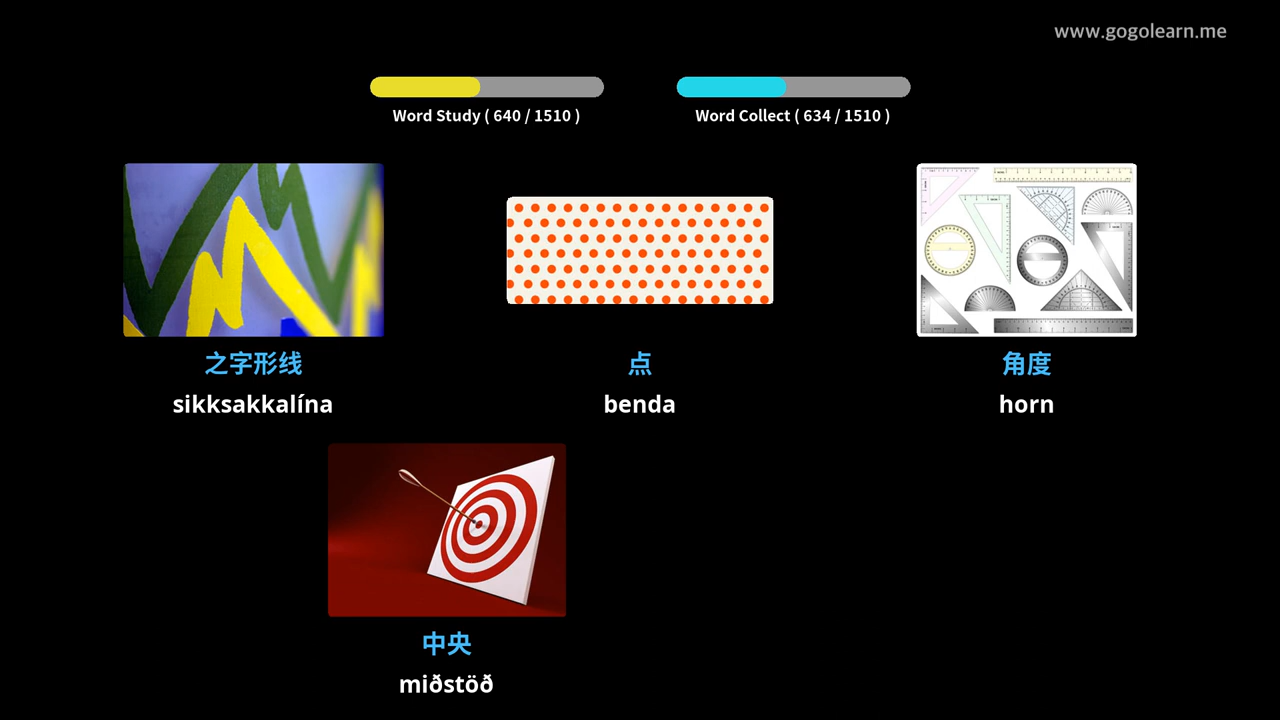 www.gogolearn.me
Word Study ( 640 / 1510 )
Word Collect ( 634 / 1510 )
之字形线
sikksakkalína
点
benda
角度
horn
中央
miðstöð